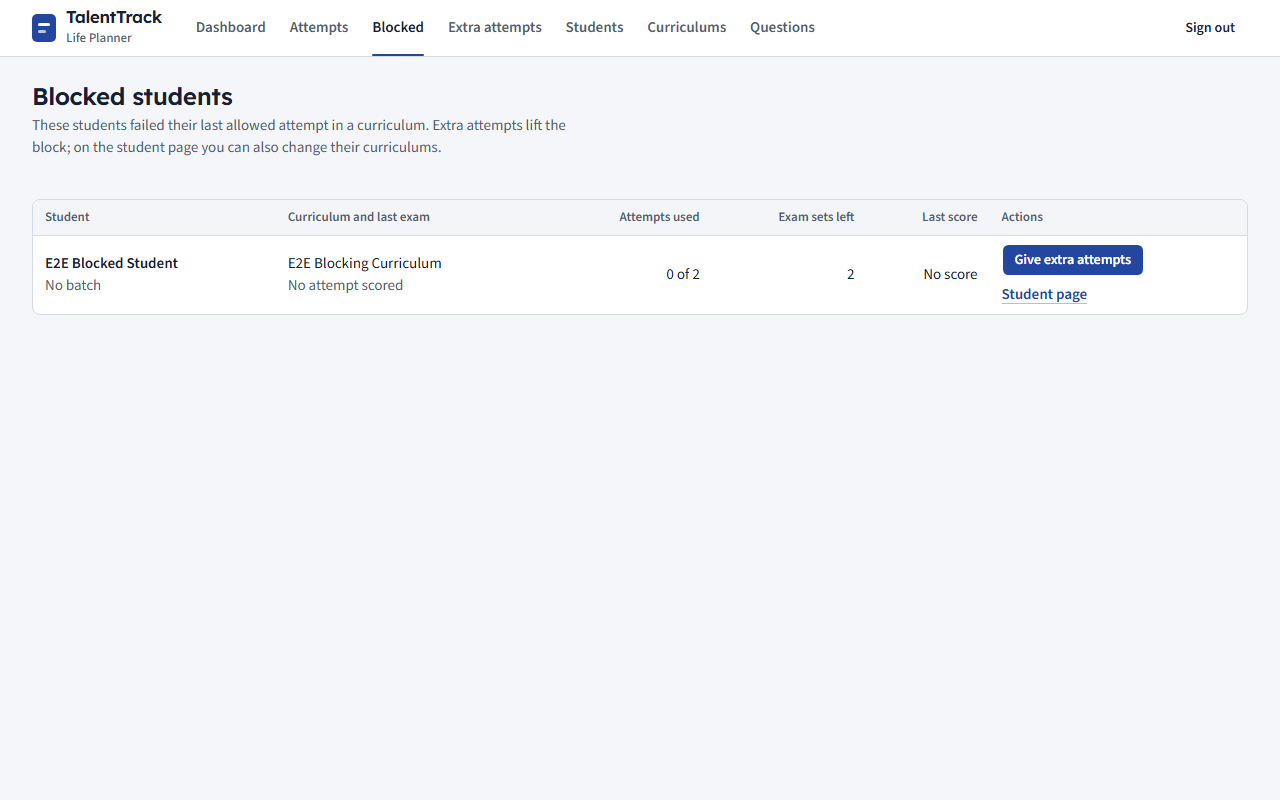 TalentTrack
Life Planner
Dashboard
Attempts
Blocked
Extra attempts
Students
Curriculums
Questions
Sign out
Blocked students
These students failed their last allowed attempt in a curriculum. Extra attempts lift the
block; on the student page you can also change their curriculums.
Student
Curriculum and last exam
Attempts used
Exam sets left
Last score
Actions
E2E Blocked Student
No batch
E2E Blocking Curriculum
No attempt scored
0 of 2
2
No score
Give extra attempts
Student page